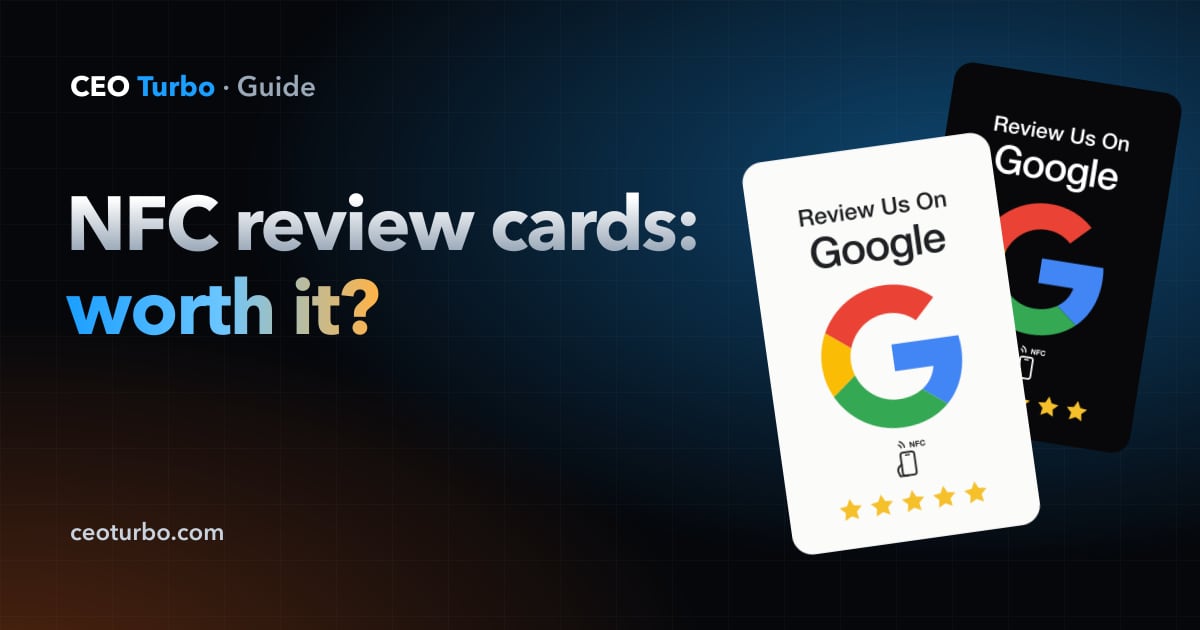 CEO Turbo · Guide
NFC review cards:
worth it?
ceoturbo.com
Review Us On
Google
NFC
Review Us On
Google
NFC